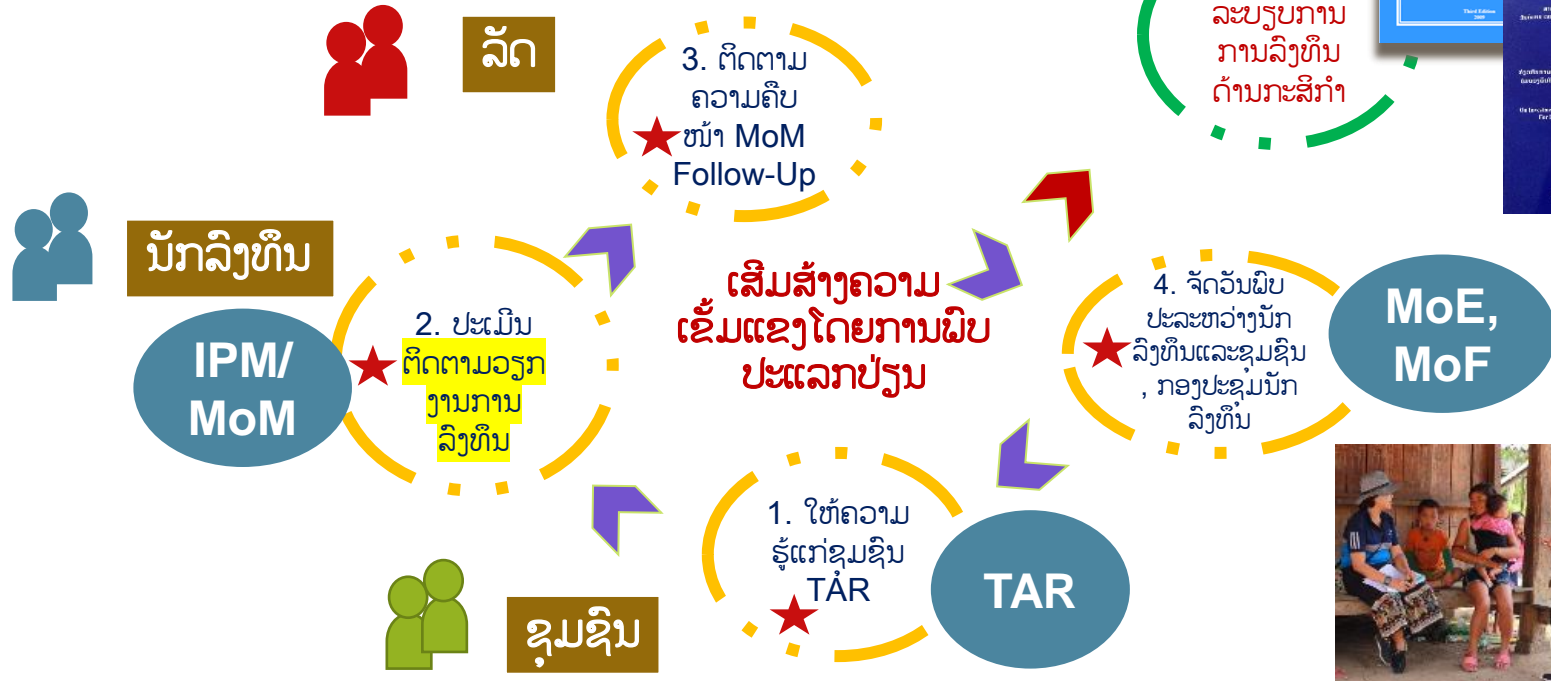 ລັດ
3. ຕິດຕາມ
ຄວາມຄືບ
ໜ້າ MoM
Follow-Up
ລະບຽບການ
ການລົງທຶນ
ດ້ານກະສິກໍາ
Third Edition
2009
ນັກລົງທຶນ
IPM/
MoM
2. ປະເມີນ
ຕິດຕາມວຽກ
ງານການ
ລົງທຶນ
ເສີມສ້າງຄວາມ
ເຂັ້ມແຂງໂດຍການພົບ
ປະແລກປ່ຽນ
4. ຈັດວັນພົບ
ປະລະຫວ່າງນັກ
ລົງທຶນແລະຊຸມຊົນ
, ກອງປະຊຸມນັກ
ລົງທຶນ
MoE,
MoF
1. ໃຫ້ຄວາມ
ຮູ້ແກ່ຊຸມຊົນ
TAR
TAR
ຊຸມຊົນ